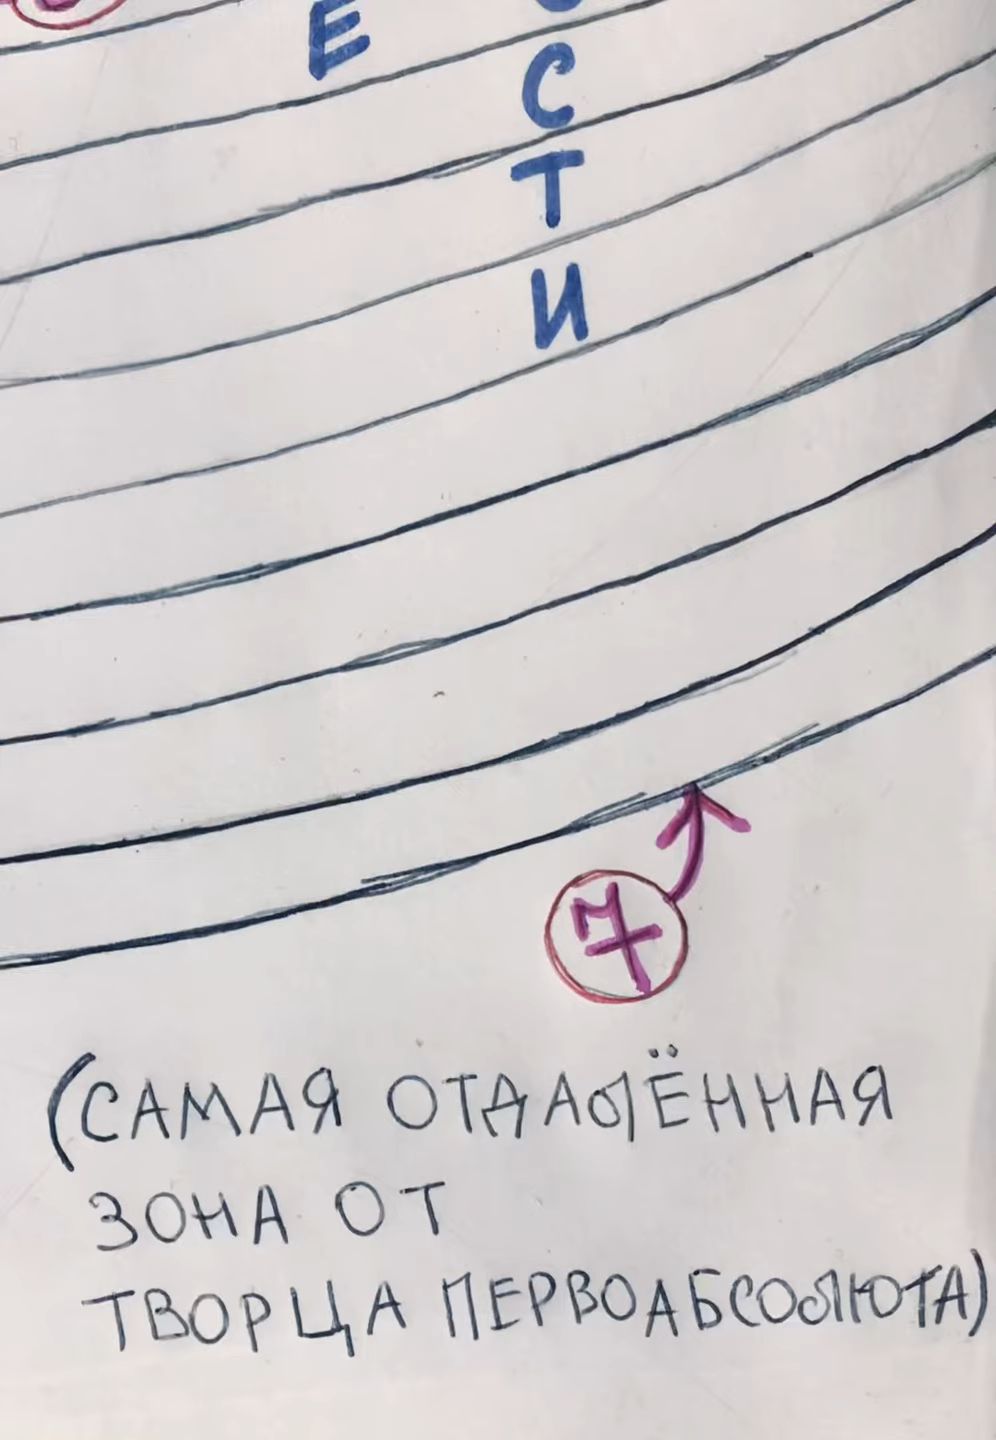 Е
С
Т
И
7
(САМАЯ ОТДАЛЁННАЯ
ЗОНА ОТ
ТВОРЦА ПЕРВОАБСОЛЮТА)